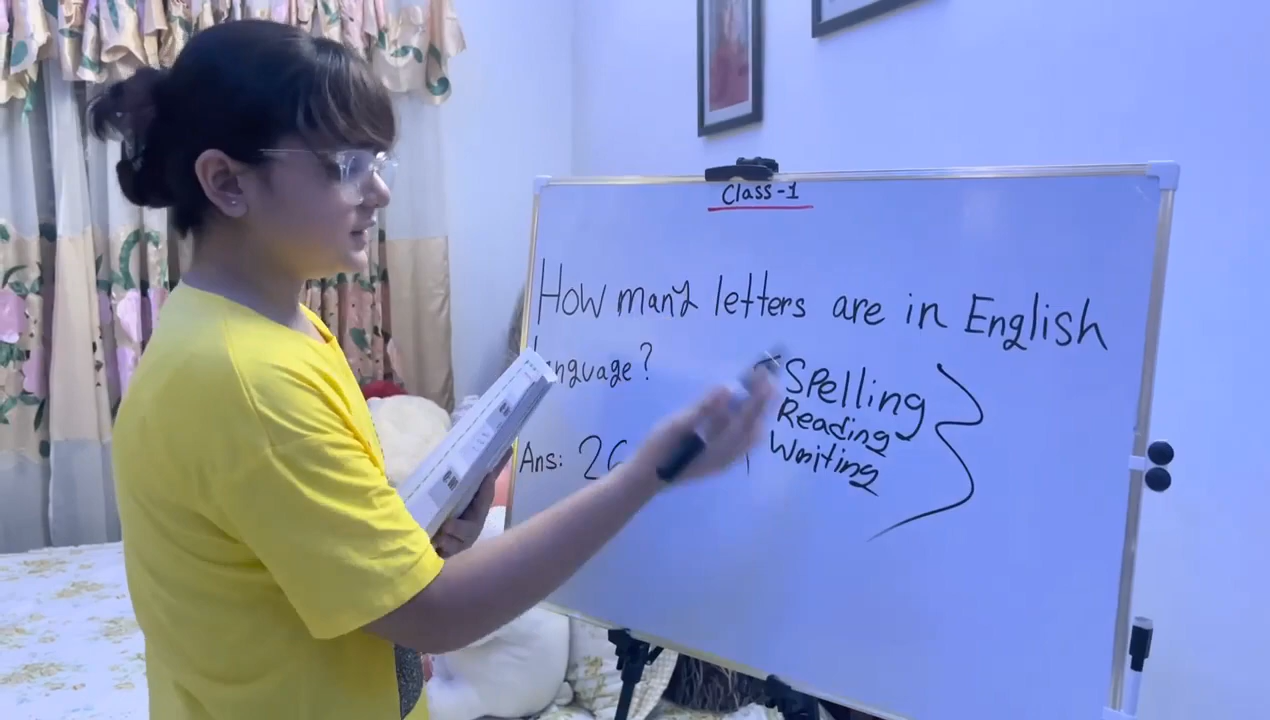 Class-1
How many letters are in English
language?
Spelling
Reading
Writing
Ans: 26